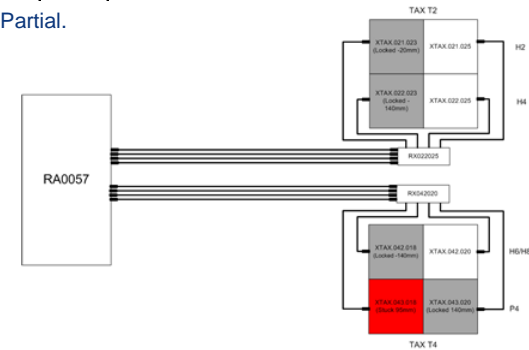 Partial.
TAX T2
XTAX.021.023
(Locked -20mm)
XTAX.021.025
H2
XTAX.022.023
(Locked -
140mm)
XTAX.022.025
H4
RX022025
RA0057
RX042020
XTAX.042.018
(Locked -140mm)
XTAX.042.020
H6/H8
XTAX.043.018
XTAX.043.020
(Locked 140mm)
P4
TAX T4